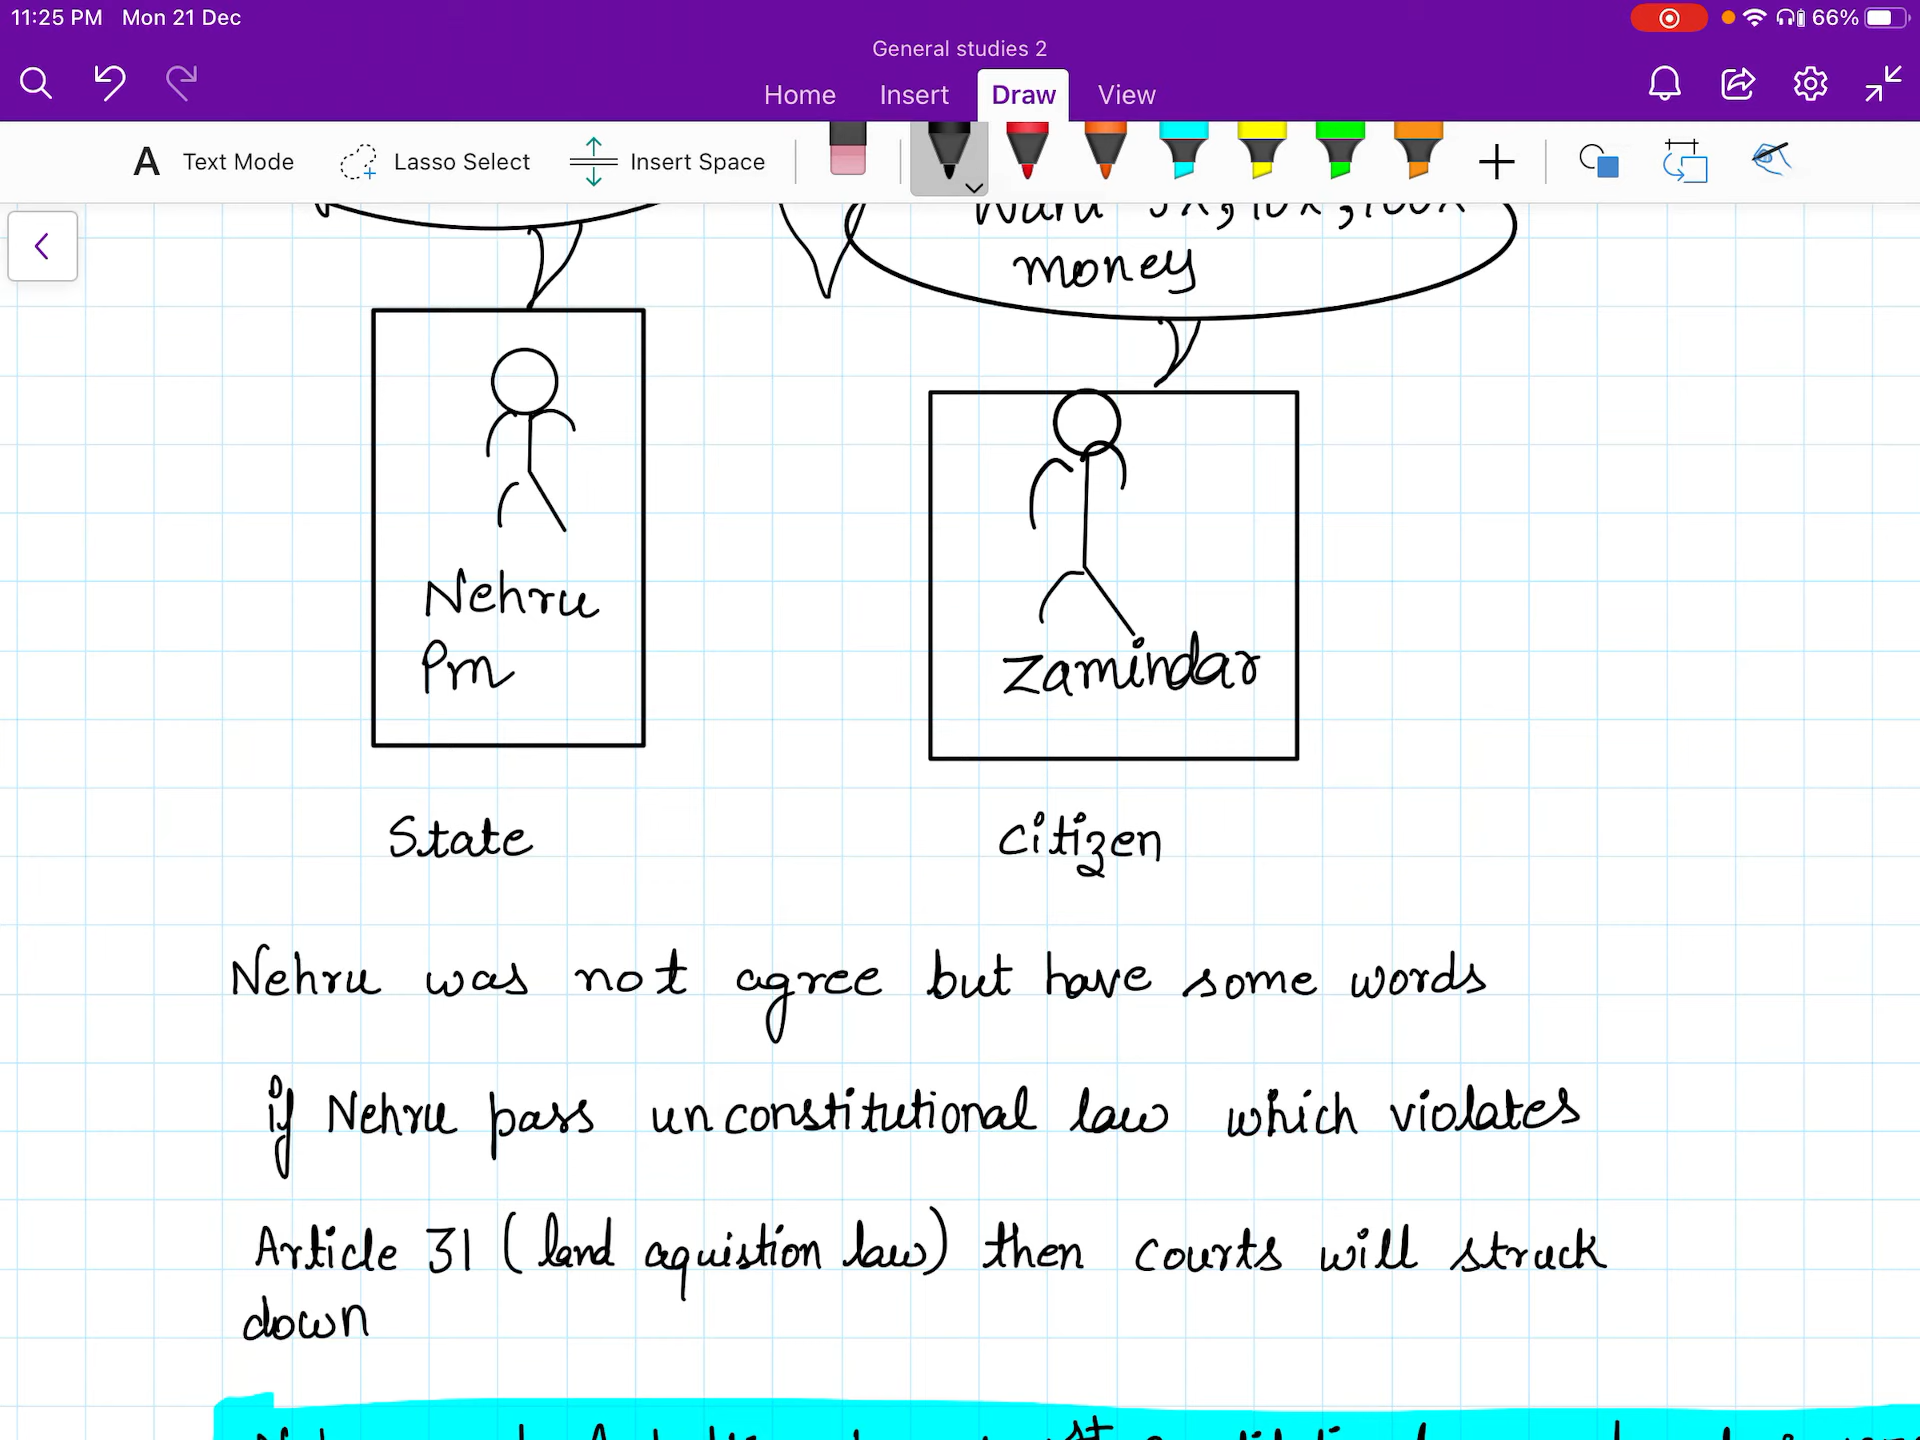 11:25 PM Mon 21 Dec
66%
General studies 2
Home Insert Draw View
A Text Mode Lasso Select Insert Space
money
Nehru
Pm
Zamindar
State
Citizen
Nehru was not agree but have some words
if Nehru pass unconstitutional law which violates
Article 31 (land aquistion law) then courts will struck
down